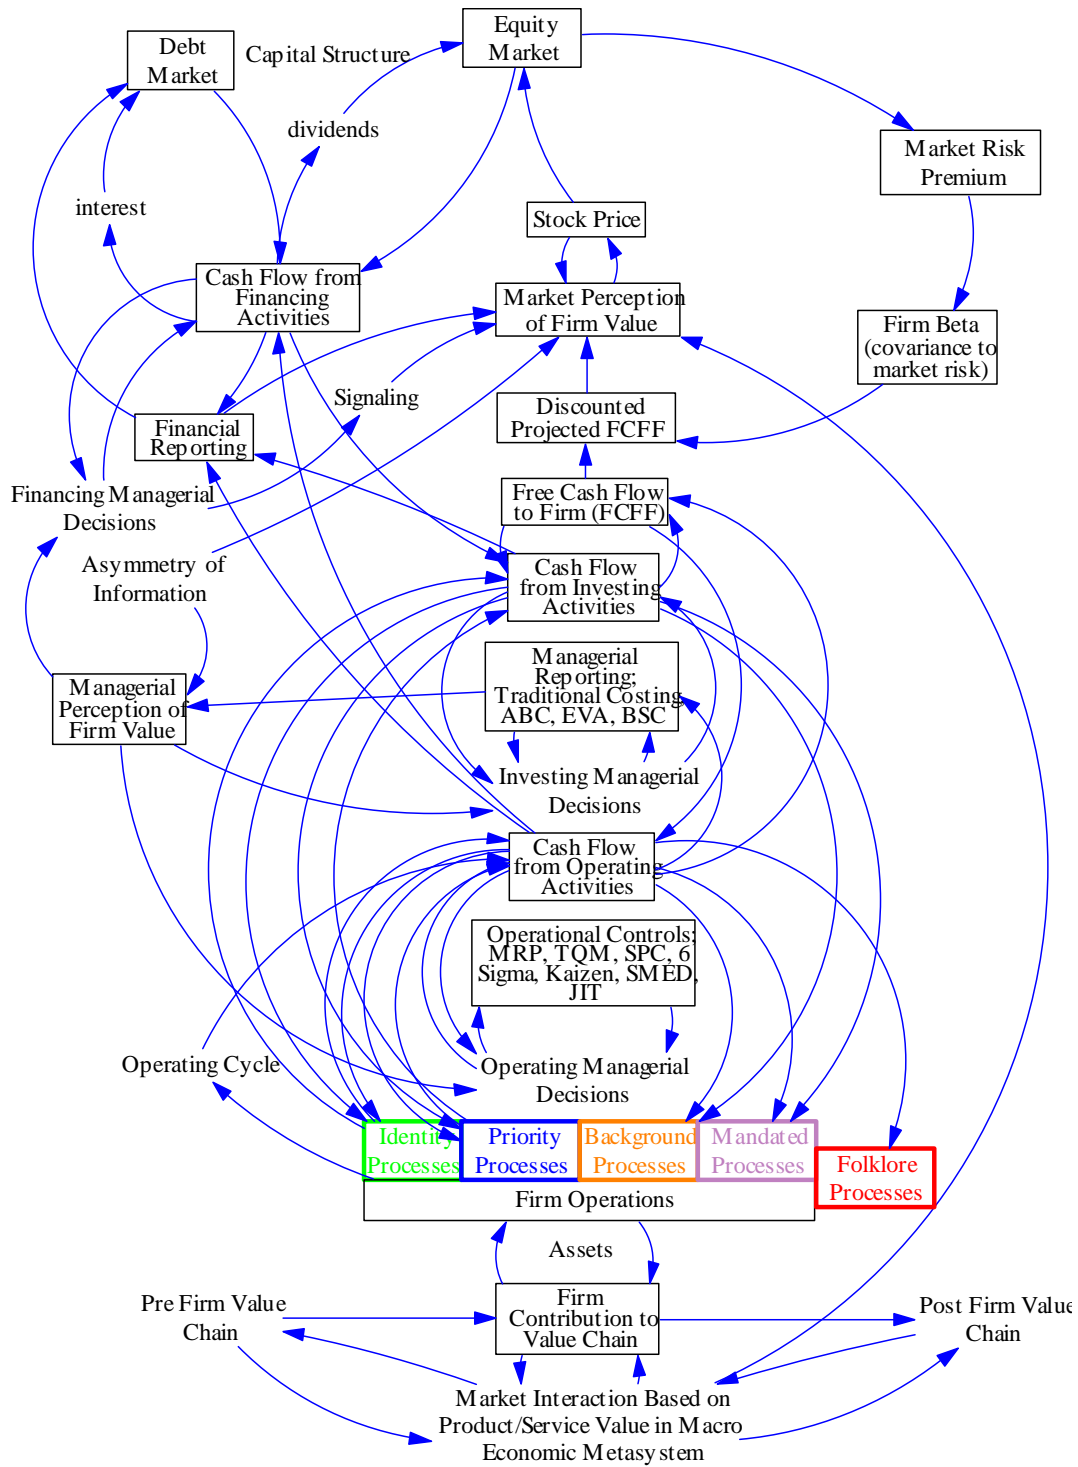 Debt
Market
Capital Structure
Equity
Market
dividends
Market Risk
Premium
interest
Stock Price
Cash Flow from
Financing
Activities
Market Perception
of Firm Value
Firm Beta
(covariance to
market risk)
Signaling
Discounted
Projected FCFF
Financial
Reporting
Financing Managerial
Decisions
Free Cash Flow
to Firm (FCFF)
Asymmetry of
Information
Cash Flow
from Investing
Activities
Managerial
Reporting;
Traditional Costing,
ABC, EVA, BSC
Managerial
Perception of
Firm Value
Investing Managerial
Decisions
Cash Flow
from Operating
Activities
Operational Controls;
MRP, TQM, SPC, 6
Sigma, Kaizen, SMED,
JIT
Operating Cycle
Operating Managerial
Decisions
Identity
Processes
Priority
Processes
Background
Processes
Mandated
Processes
Folklore
Processes
Firm Operations
Assets
Pre Firm Value
Chain
Firm
Contribution to
Value Chain
Post Firm Value
Chain
Market Interaction Based on
Product/Service Value in Macro
Economic Metasystem